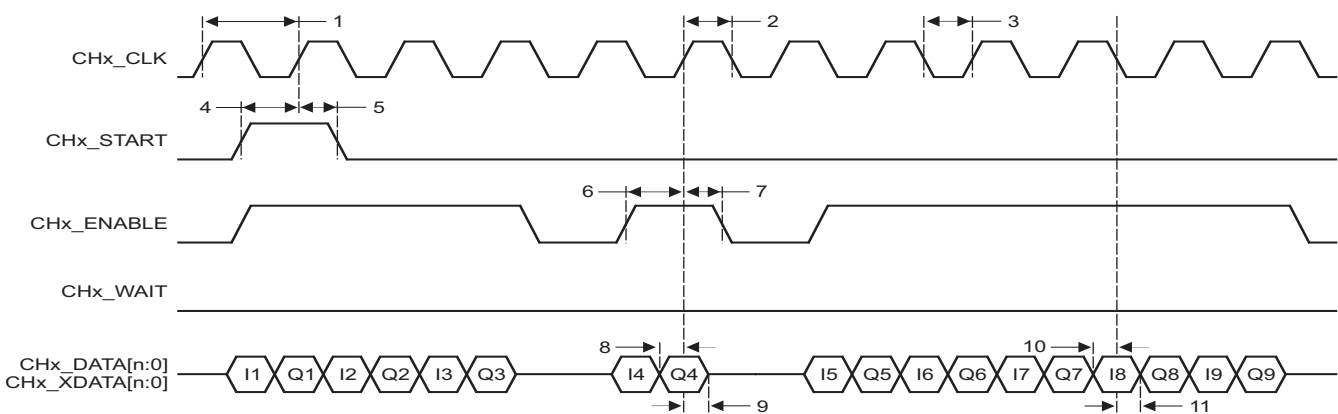 1
2
3
CHx_CLK
4
5
CHx_START
6
7
CHx_ENABLE
CHx_WAIT
8
10
CHx_DATA[n:0]
CHx_XDATA[n:0]
I1 Q1 I2 Q2 I3 Q3 I4 Q4 I5 Q5 I6 Q6 I7 Q7 I8 Q8 I9 Q9
9
11